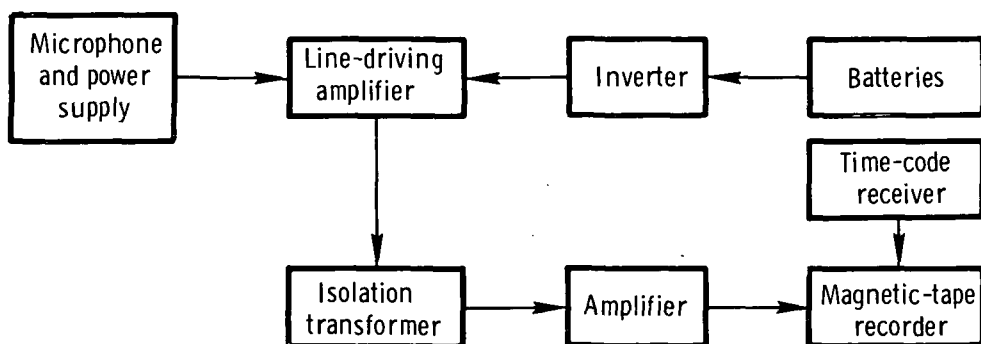 Microphone
and power
supply
Line-driving
amplifier
Inverter
Batteries
Time-code
receiver
Isolation
transformer
Amplifier
Magnetic-tape
recorder